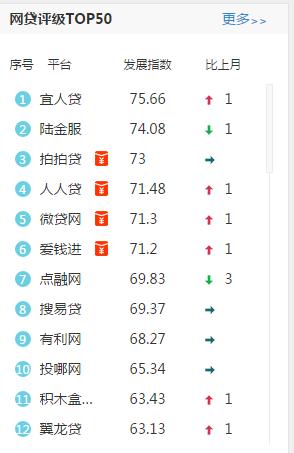 网贷评级TOP50 更多>>
序号 平台 发展指数 比上月
1 宜人贷 75.66 1
2 陆金服 74.08 1
3 拍拍贷 73
4 人人贷 71.48 1
5 微贷网 71.3 1
6 爱钱进 71.2 1
7 点融网 69.83 3
8 搜易贷 69.37
9 有利网 68.27
10 投哪网 65.34
11 积木盒... 63.43 1
12 翼龙贷 63.13 1